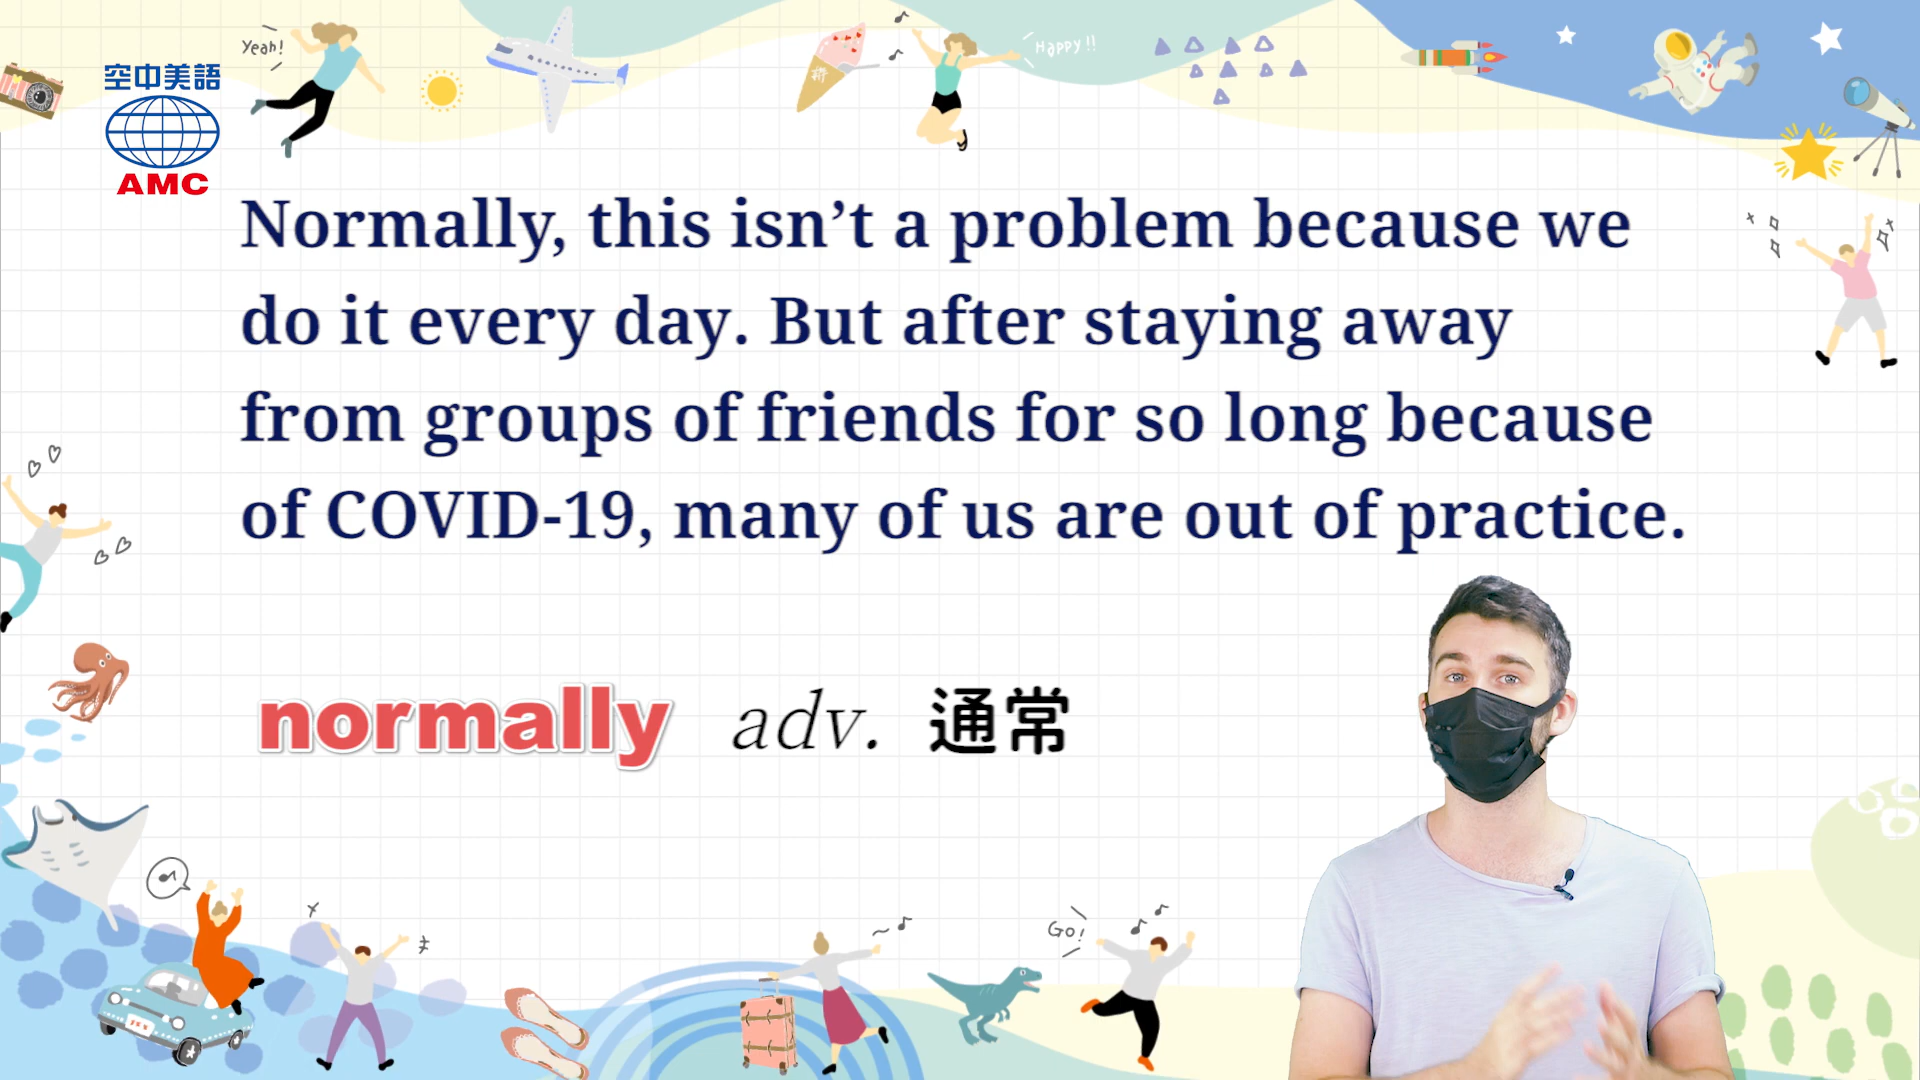 Yeah!
Happy!!
空中美語
AMC
Normally, this isn’t a problem because we
do it every day. But after staying away
from groups of friends for so long because
of COVID-19, many of us are out of practice.
normally adv. 通常
Go!